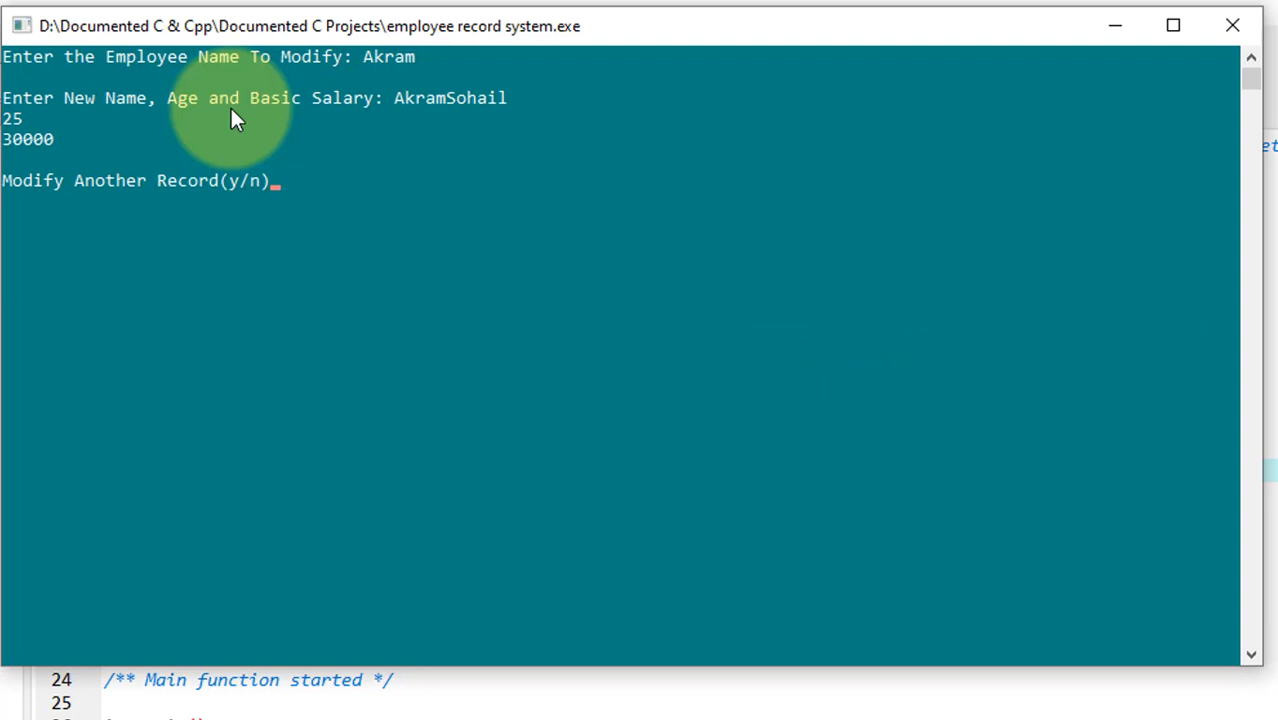 D:\Documented C & Cpp\Documented C Projects\employee record system.exe
Enter the Employee Name To Modify: Akram
Enter New Name, Age and Basic Salary: AkramSohail
25
30000
Modify Another Record(y/n)
et
24 /** Main function started */
25